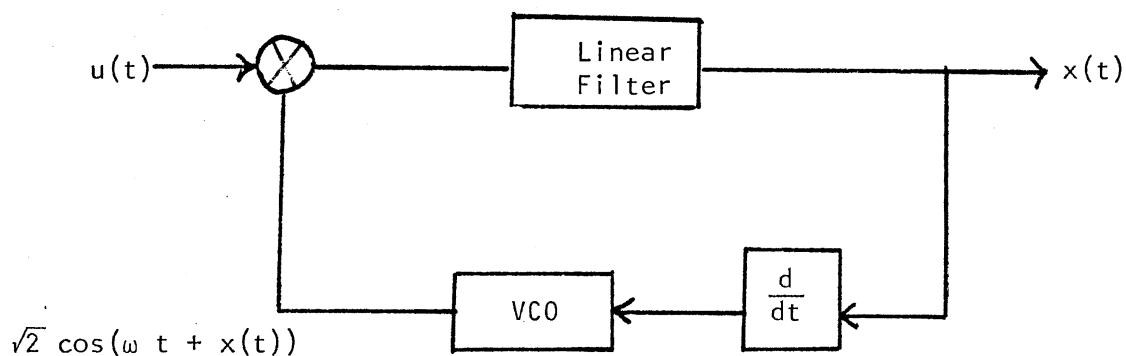 u(t)
Linear
Filter
x(t)
d
dt
VCO
√2 cos(ω t + x(t))